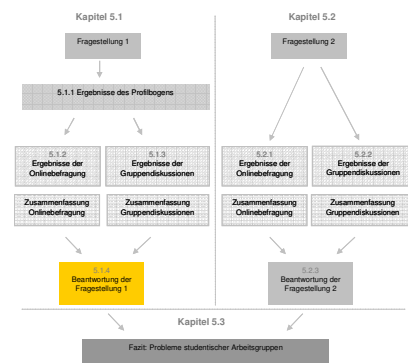 Kapitel 5.1
Kapitel 5.2
Fragestellung 1
Fragestellung 2
5.1.1 Ergebnisse des Profilbogens
5.1.2
Ergebnisse der
Onlinebefragung
5.1.3
Ergebnisse der
Gruppendiskussionen
5.2.1
Ergebnisse der
Onlinebefragung
5.2.2
Ergebnisse der
Gruppendiskussionen
Zusammenfassung
Onlinebefragung
Zusammenfassung
Gruppendiskussionen
Zusammenfassung
Onlinebefragung
Zusammenfassung
Gruppendiskussionen
5.1.4
Beantwortung der
Fragestellung 1
5.2.3
Beantwortung der
Fragestellung 2
Kapitel 5.3
Fazit: Probleme studentischer Arbeitsgruppen